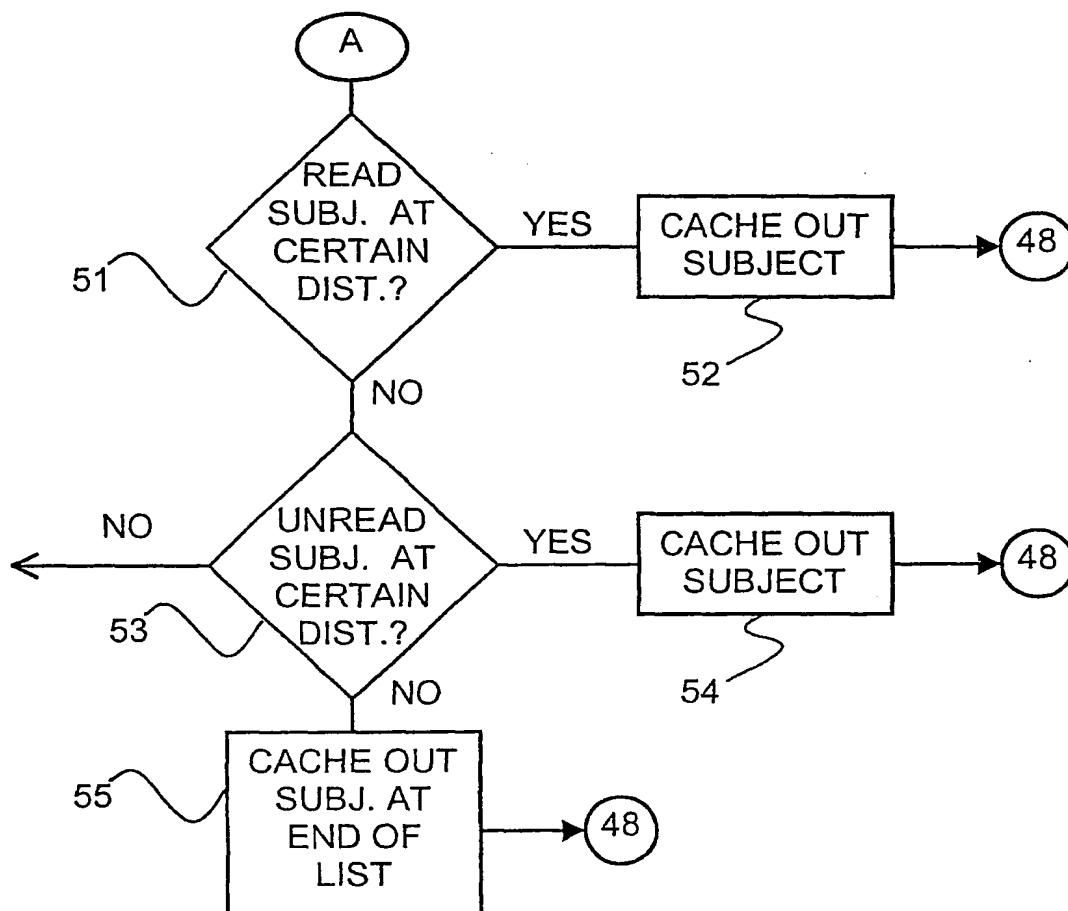 A
READ
SUBJ. AT
CERTAIN
DIST.?
YES
CACHE OUT
SUBJECT
48
51
52
NO
UNREAD
SUBJ. AT
CERTAIN
DIST.?
NO
YES
CACHE OUT
SUBJECT
48
53
54
NO
CACHE OUT
SUBJ. AT
END OF
LIST
55
48